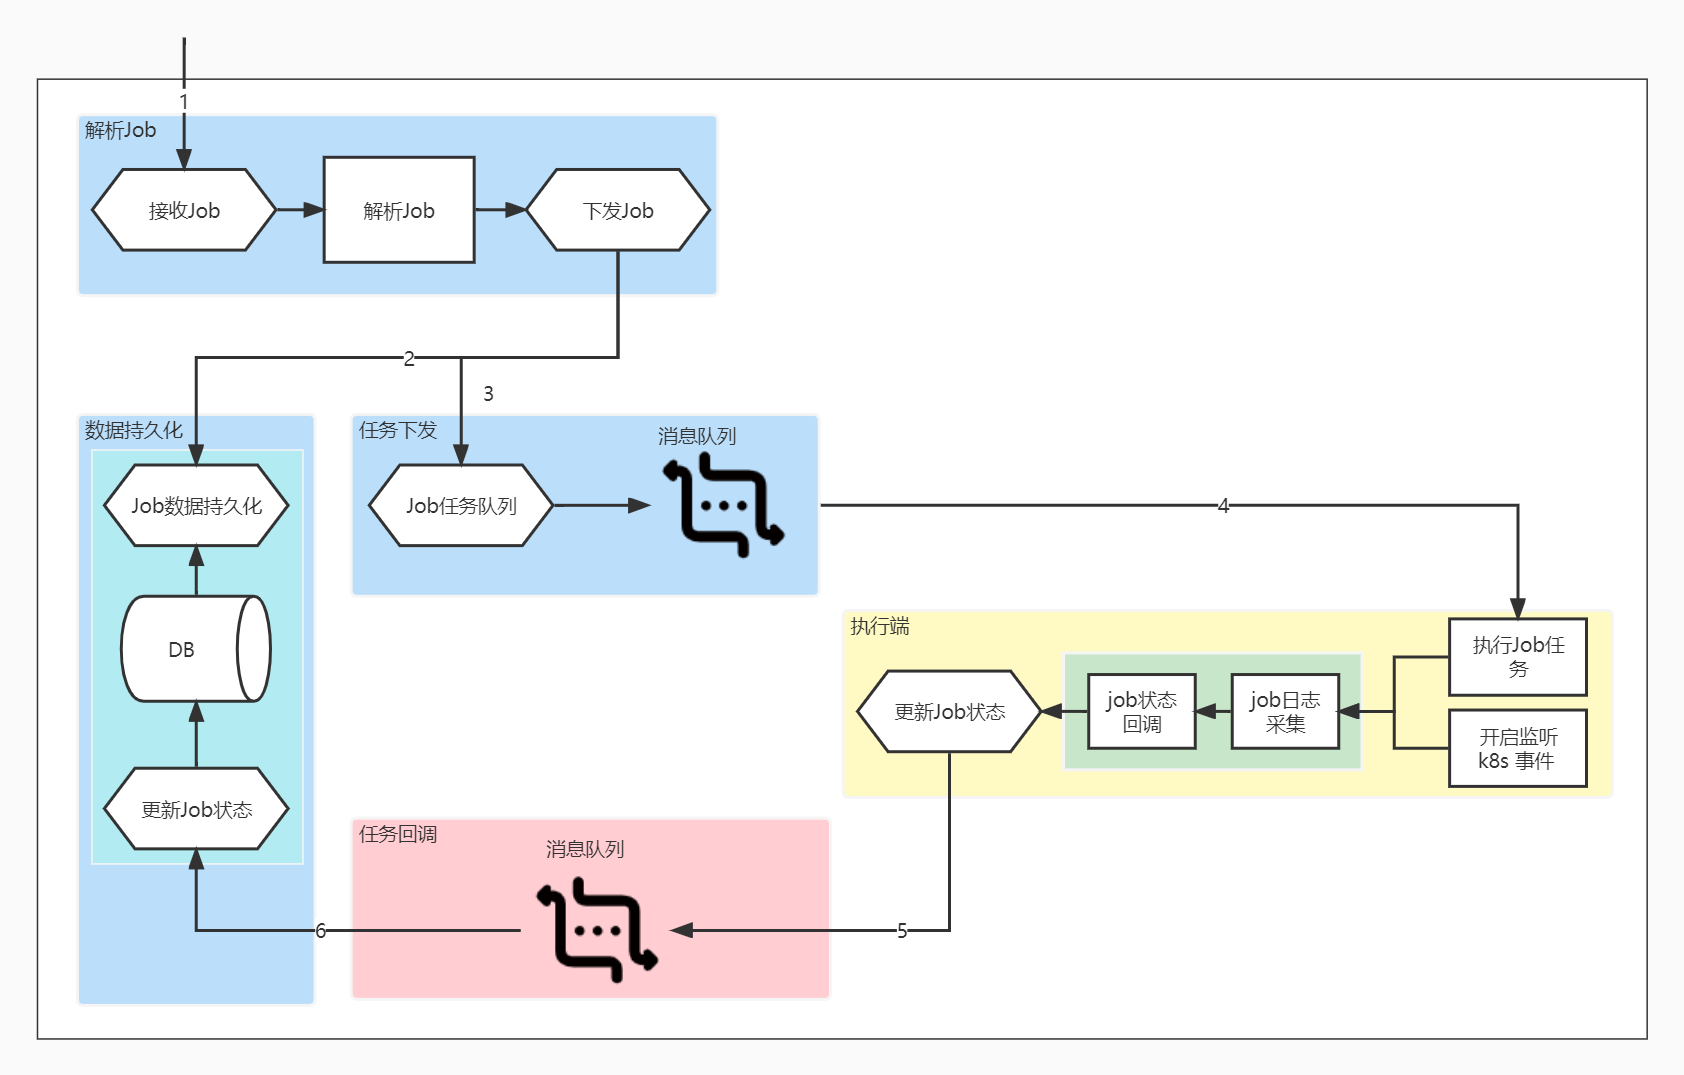 1
解析Job
接收Job
解析Job
下发Job
2
3
数据持久化
Job数据持久化
DB
更新Job状态
任务下发
消息队列
Job任务队列
4
执行端
执行Job任
务
开启监听
k8s 事件
job日志
采集
job状态
回调
更新Job状态
5
任务回调
消息队列
6